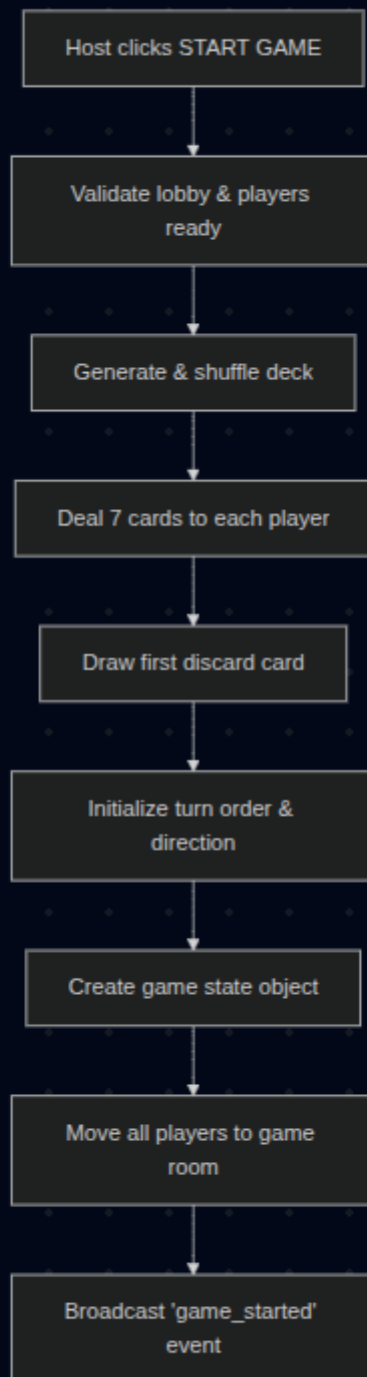 Host clicks START GAME
Validate lobby & players
ready
Generate & shuffle deck
Deal 7 cards to each player
Draw first discard card
Initialize turn order &
direction
Create game state object
Move all players to game
room
Broadcast 'game_started'
event